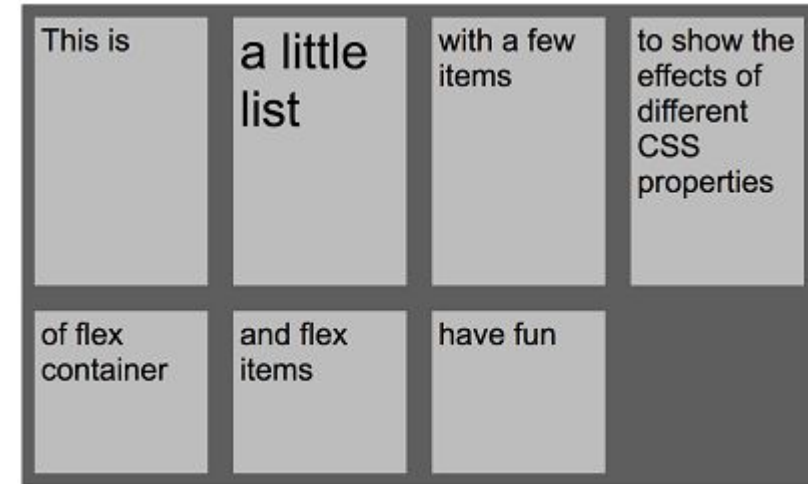 This is
a little
list
with a few
items
to show the
effects of
different
CSS
properties
of flex
container
and flex
items
have fun